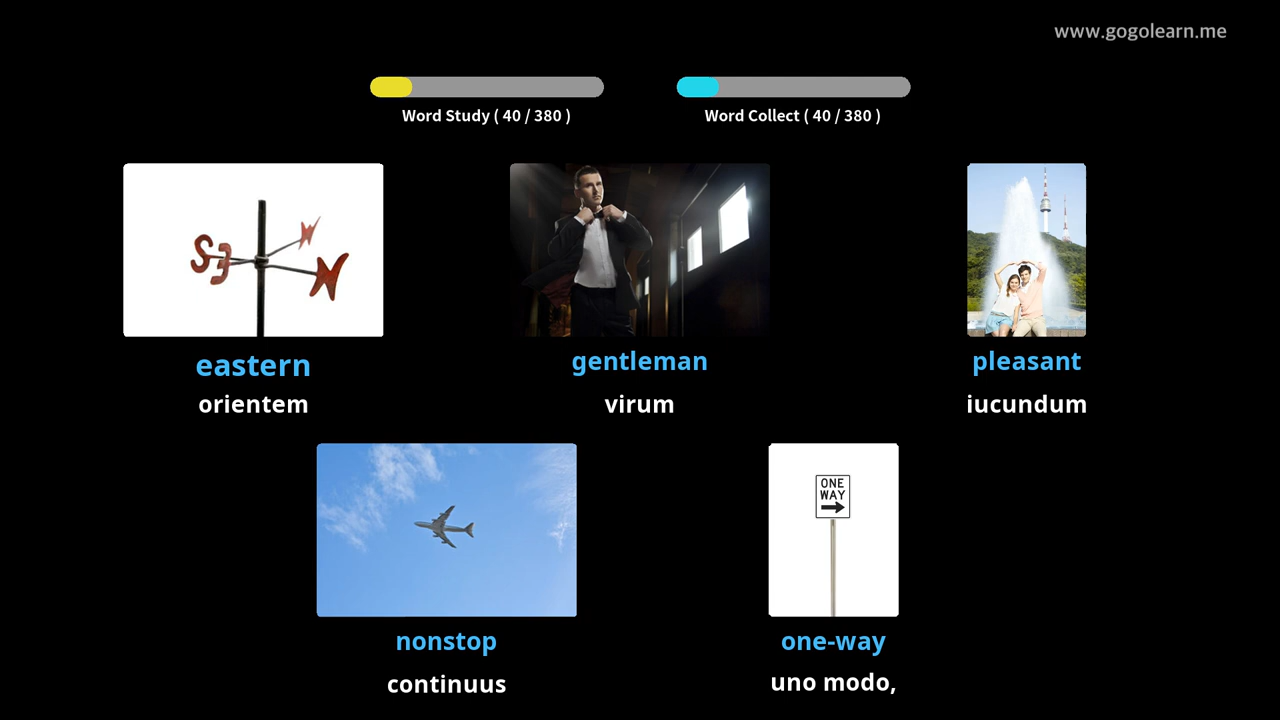 www.gogolearn.me
Word Study ( 40 / 380 )
Word Collect ( 40 / 380 )
S E N W
eastern
orientem
gentleman
virum
pleasant
iucundum
ONE
WAY
nonstop
continuus
one-way
uno modo,